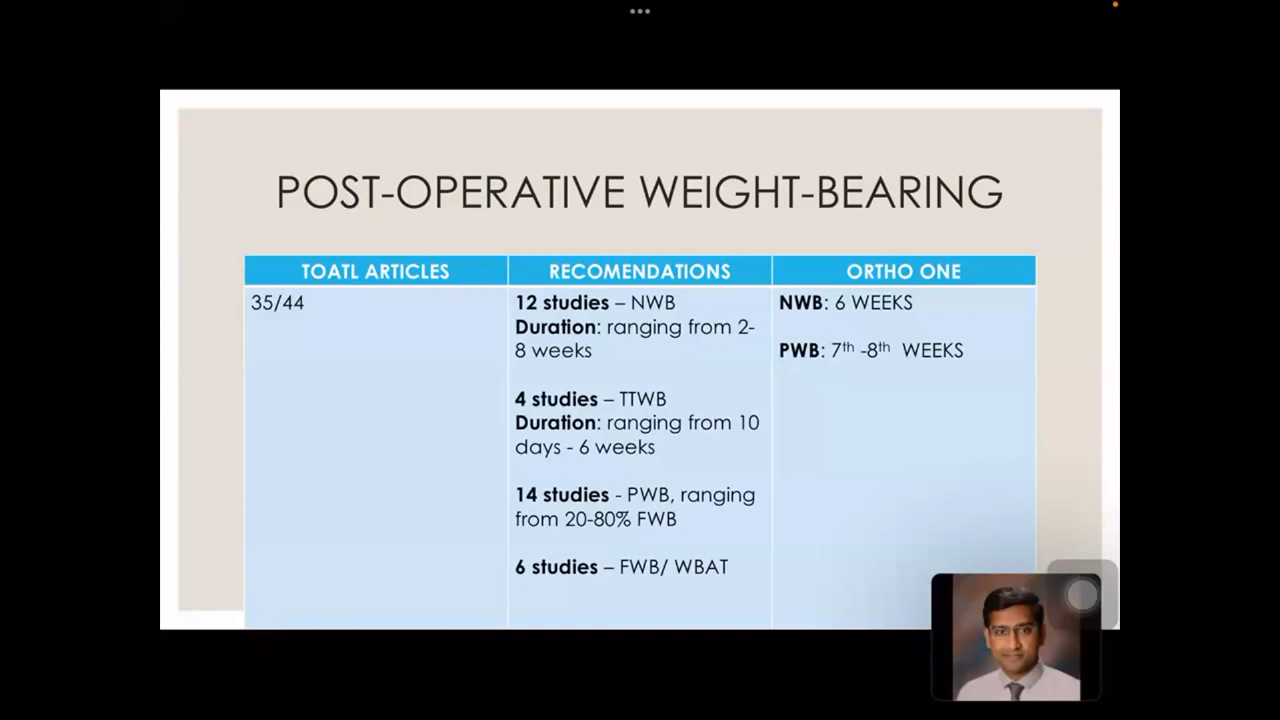 POST-OPERATIVE WEIGHT-BEARING
TOATL ARTICLES
RECOMENDATIONS
ORTHO ONE
35/44
12 studies – NWB
Duration: ranging from 2-
8 weeks
4 studies – TTWB
Duration: ranging from 10
days - 6 weeks
14 studies - PWB, ranging
from 20-80% FWB
6 studies – FWB/ WBAT
NWB: 6 WEEKS
PWB: 7th -8th WEEKS